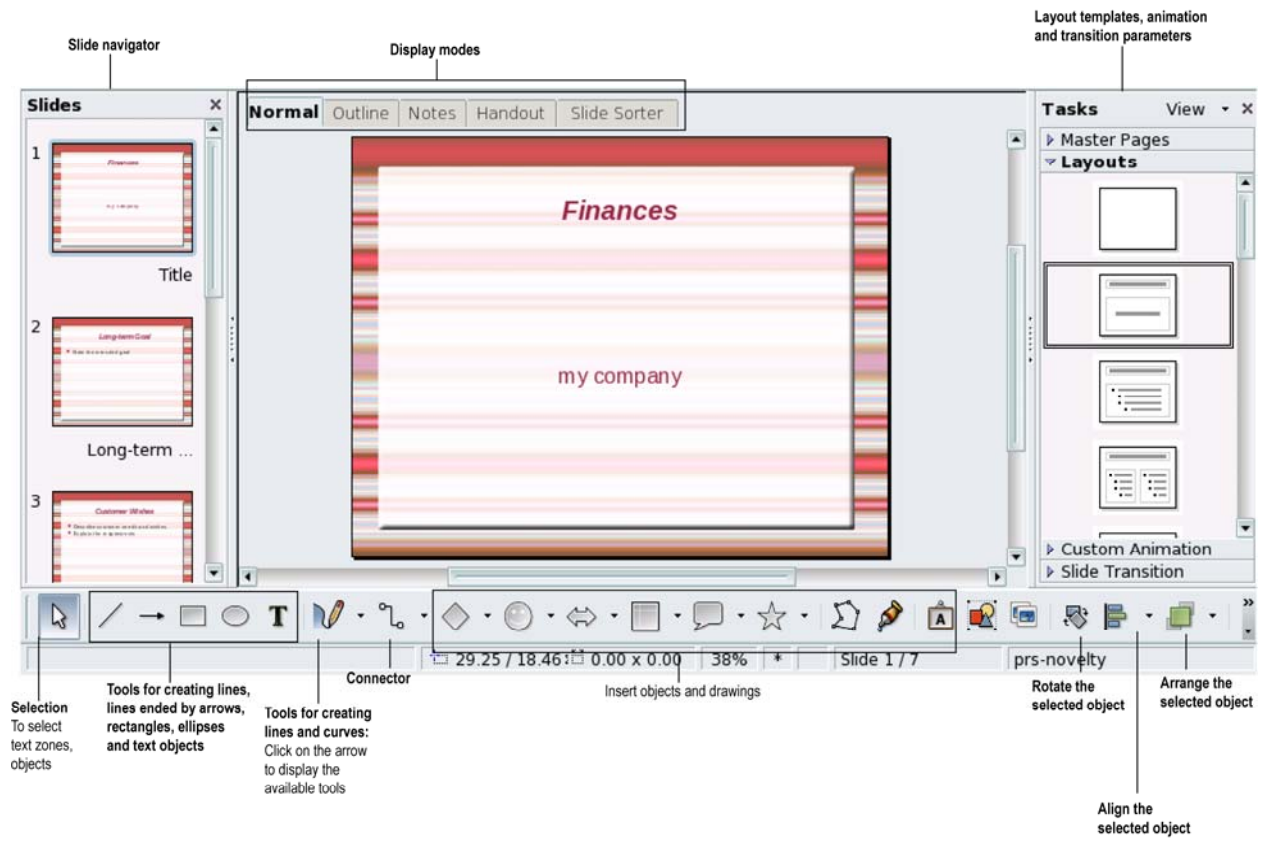 Layout templates, animation
and transition parameters
Slide navigator
Display modes
Slides
Normal Outline Notes Handout Slide Sorter
Tasks View
Master Pages
Layouts
1
Finances
my company
Title
2
Long-term Goal
Long-term ...
3
Customer Wishes
Finances
my company
Custom Animation
Slide Transition
T
A
29.25 / 18.46 0.00 x 0.00 38% * Slide 1 / 7 prs-novelty
Selection
To select
text zones,
objects
Tools for creating lines,
lines ended by arrows,
rectangles, ellipses
and text objects
Connector
Tools for creating
lines and curves:
Click on the arrow
to display the
available tools
Insert objects and drawings
Rotate the
selected object
Arrange the
selected object
Align the
selected object